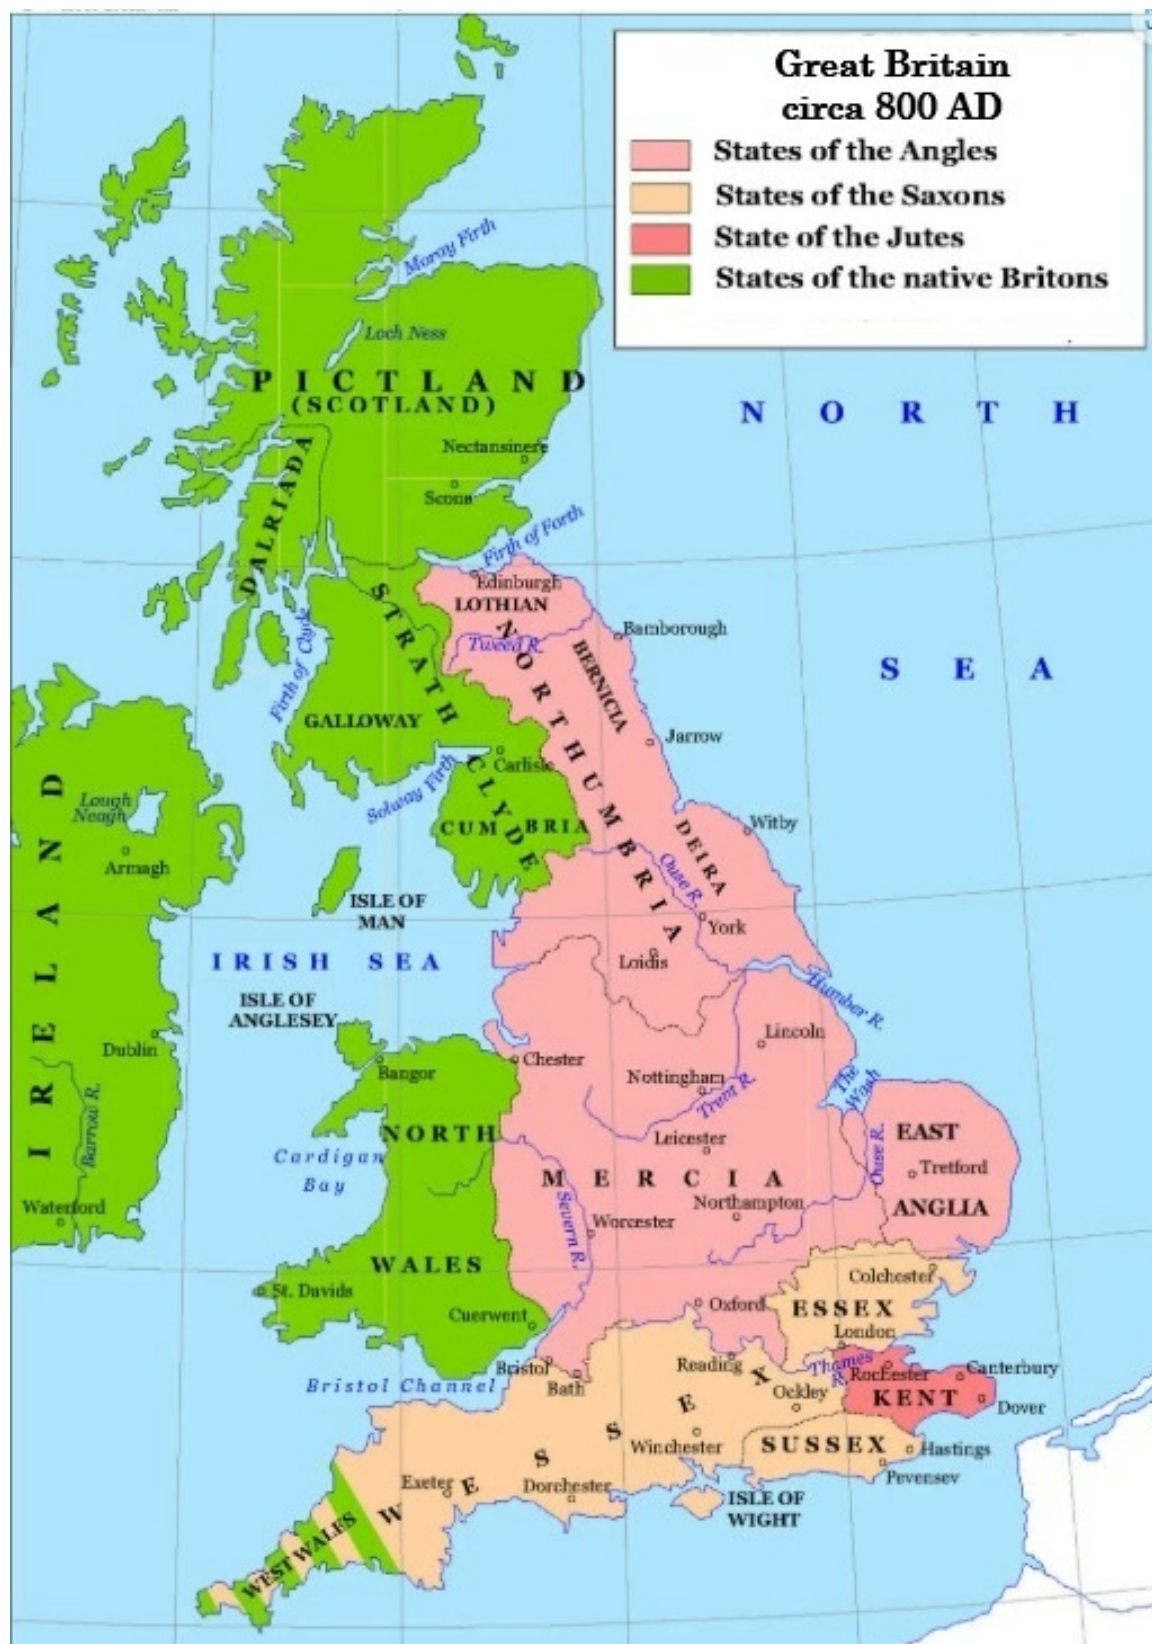 Great Britain
circa 800 AD
States of the Angles
States of the Saxons
State of the Jutes
States of the native Britons
Moray Firth
Loch Ness
PICTLAND
(SCOTLAND)
NORTH
Nectansinere
Scone
DALRIADA
Firth of Forth
Edinburgh
LOTHIAN
STRATH
CLYDE
Tweed R.
Bamborough
NORTHUMBRIA
BERNICIA
SEA
Firth of Clyde
GALLOWAY
Jarrow
Carlisle
Solway Firth
CUMBRIA
Witby
DEIRA
Ouse R.
Lough
Neagh
Armagh
IRELAND
ISLE OF
MAN
York
Loidis
IRISH SEA
Humber R.
ISLE OF
ANGLESEY
Lincoln
Dublin
Chester
Bangor
Nottingham
Trent R.
The
Wash
Barrow R.
NORTH
WALES
Leicester
EAST
ANGLIA
Ouse R.
Tretford
Cardigan
Bay
MERCIA
Northampton
Severn R.
Worcester
Waterford
St. Davids
Cuerwent
Colchester
Oxford
ESSEX
London
Bristol
Bath
Reading
Thames
R.
Rochester
Canterbury
KENT
Dover
Bristol Channel
Ockley
WESSEX
Winchester
SUSSEX
Hastings
Pevensev
Exeter
Dorchester
ISLE OF
WIGHT
WEST WALES